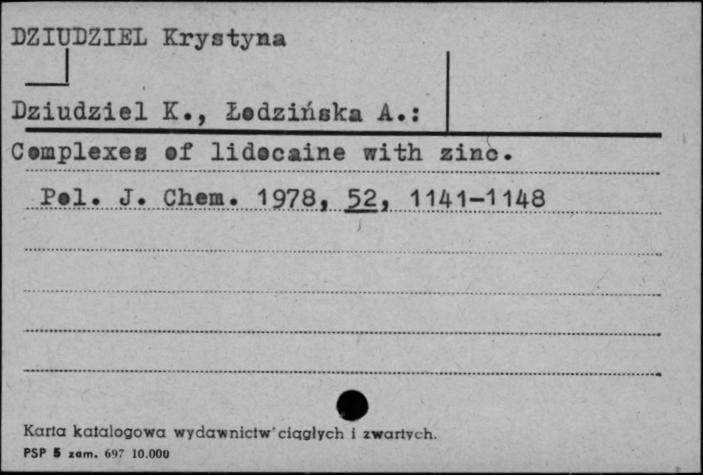 DZIUDZIEL Krystyna
Dziudziel K., Łodzińska A.:
Complexes of lidocaine with zinc.
Pol. J. Chem. 1978, 52, 1141-1148
Karta katalogowa wydawnictw ciągłych i zwartych.
PSP 5 zam. 697 10.000